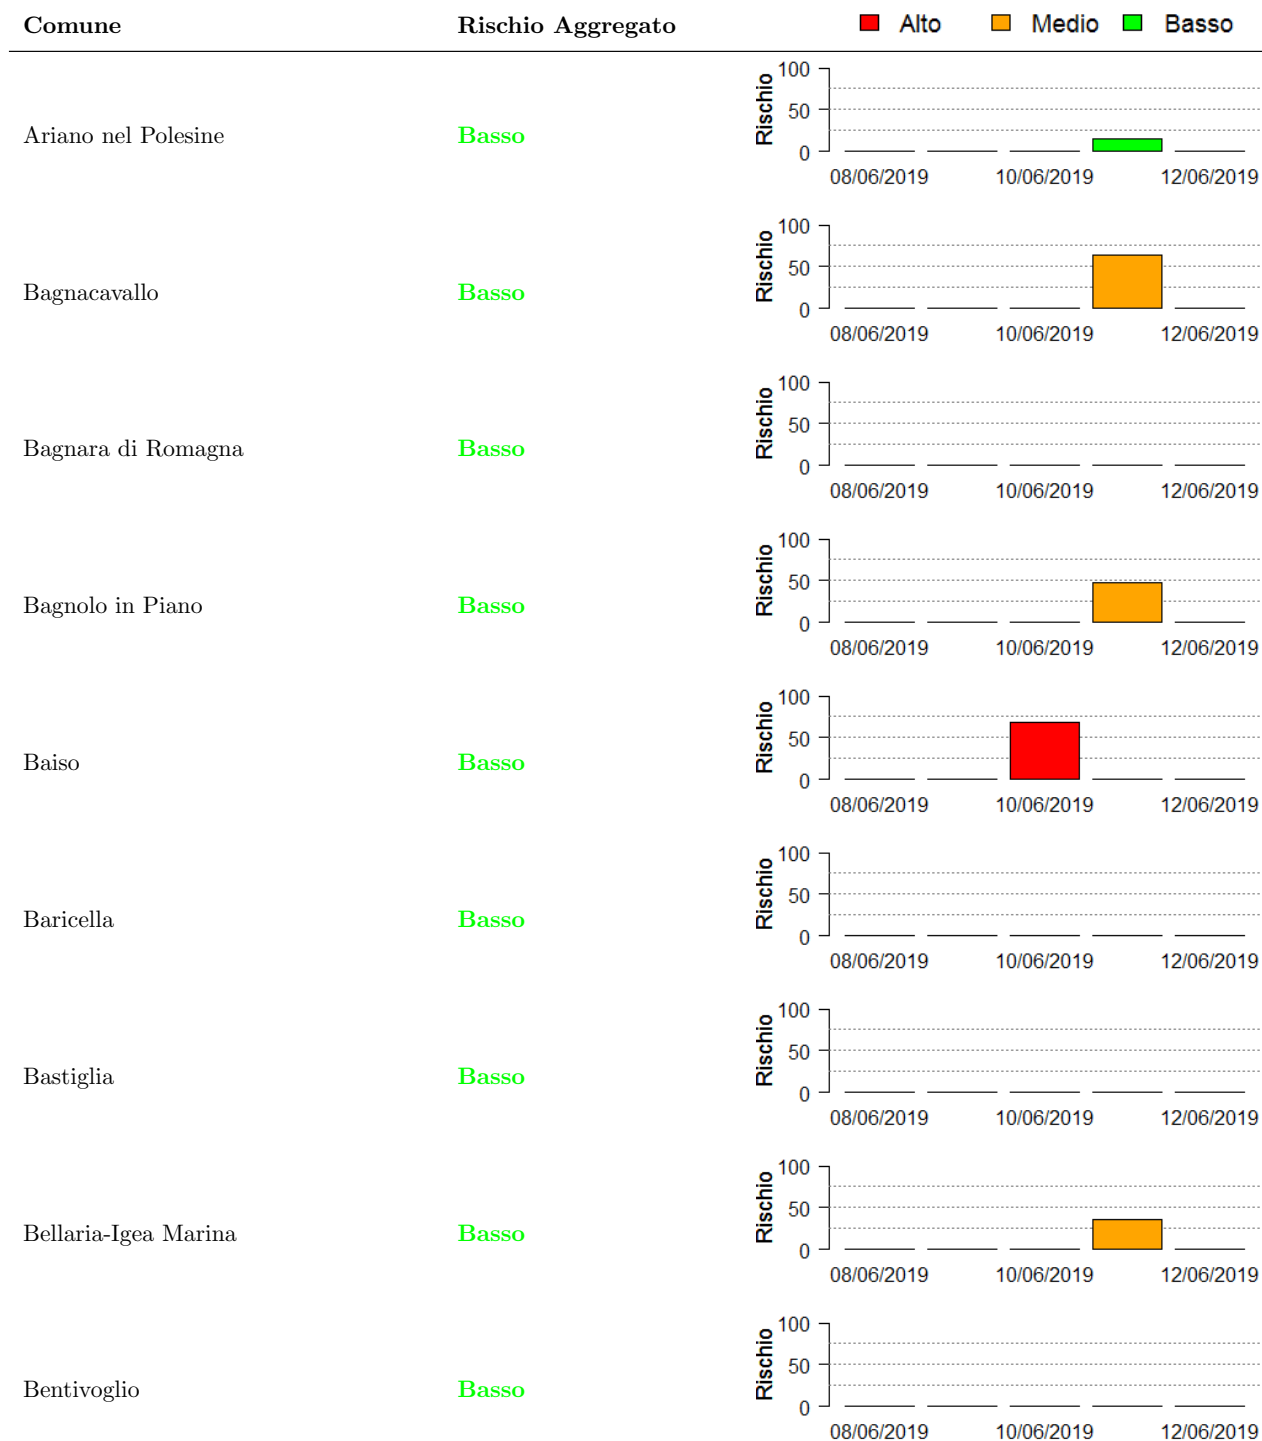 Comune Rischio Aggregato Alto Medio Basso
100
Rischio
50
Ariano nel Polesine Basso
0
08/06/2019 10/06/2019 12/06/2019
100
Rischio
50
Bagnacavallo Basso
0
08/06/2019 10/06/2019 12/06/2019
100
Rischio
50
Bagnara di Romagna Basso
0
08/06/2019 10/06/2019 12/06/2019
100
Rischio
50
Bagnolo in Piano Basso
0
08/06/2019 10/06/2019 12/06/2019
100
Rischio
50
Baiso Basso
0
08/06/2019 10/06/2019 12/06/2019
100
Rischio
50
Baricella Basso
0
08/06/2019 10/06/2019 12/06/2019
100
Rischio
50
Bastiglia Basso
0
08/06/2019 10/06/2019 12/06/2019
100
Rischio
50
Bellaria-Igea Marina Basso
0
08/06/2019 10/06/2019 12/06/2019
100
Rischio
50
Bentivoglio Basso
0
08/06/2019 10/06/2019 12/06/2019